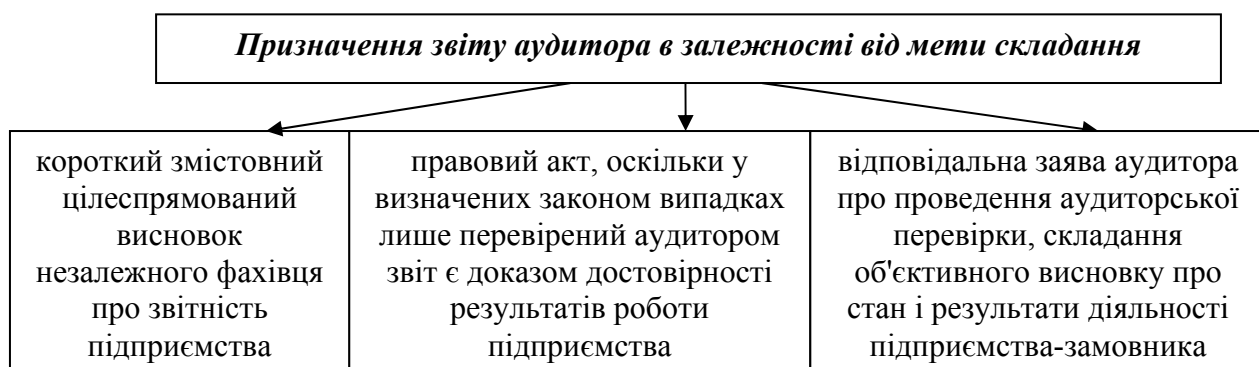 Призначення звіту аудитора в залежності від мети складання
короткий змістовний
цілеспрямований
висновок
незалежного фахівця
про звітність
підприємства
правовий акт, оскільки у
визначених законом випадках
лише перевірений аудитором
звіт є доказом достовірності
результатів роботи
підприємства
відповідальна заява аудитора
про проведення аудиторської
перевірки, складання
об'єктивного висновку про
стан і результати діяльності
підприємства-замовника